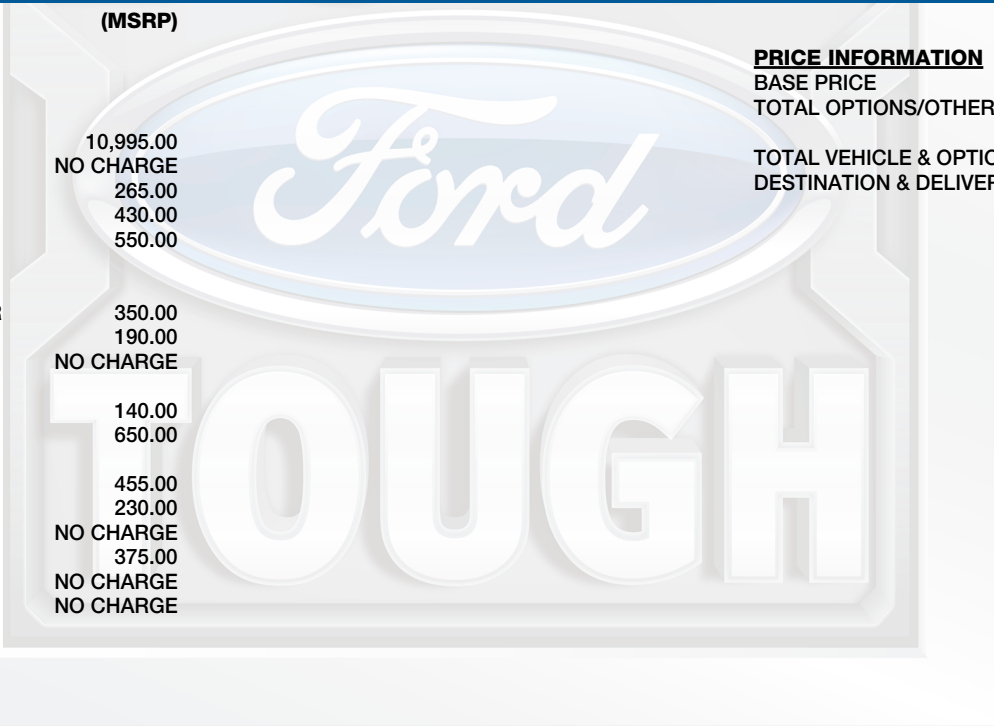 (MSRP)
10,995.00
NO CHARGE
265.00
430.00
550.00
350.00
190.00
NO CHARGE
140.00
650.00
455.00
230.00
NO CHARGE
375.00
NO CHARGE
NO CHARGE
PRICE INFORMATION
BASE PRICE
TOTAL OPTIONS/OTHER
TOTAL VEHICLE & OPTIO
DESTINATION & DELIVER
Ford
TOUGH